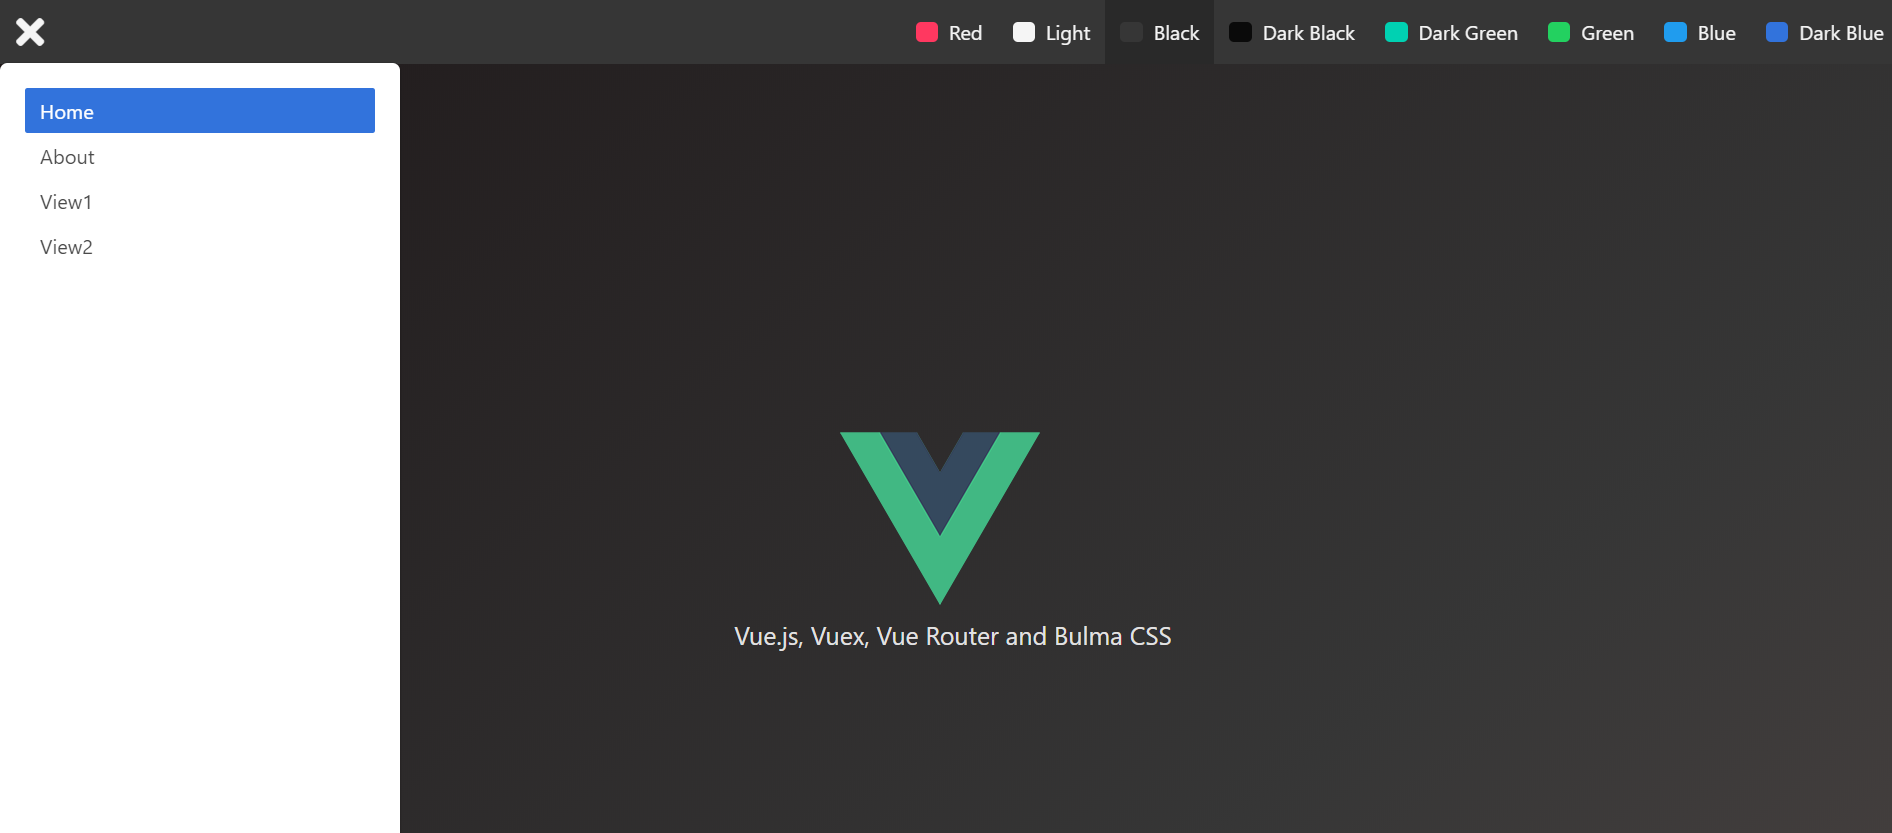 Red Light Black Dark Black Dark Green Green Blue Dark Blue
Home
About
View1
View2
Vue.js, Vuex, Vue Router and Bulma CSS